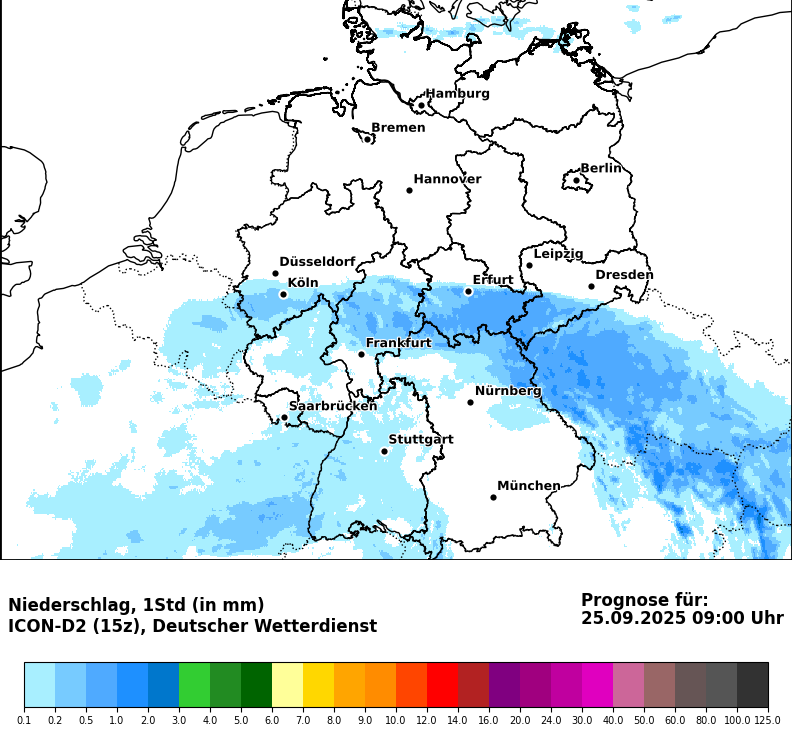 Hamburg
Bremen
Berlin
Hannover
Leipzig
Düsseldorf
Dresden
Köln
Erfurt
Frankfurt
Nürnberg
Saarbrücken
Stuttgart
München
Niederschlag, 1Std (in mm)
ICON-D2 (15z), Deutscher Wetterdienst
Prognose für:
25.09.2025 09:00 Uhr
0.1 0.2 0.5 1.0 2.0 3.0 4.0 5.0 6.0 7.0 8.0 9.0 10.0 12.0 14.0 16.0 20.0 24.0 30.0 40.0 50.0 60.0 80.0 100.0 125.0